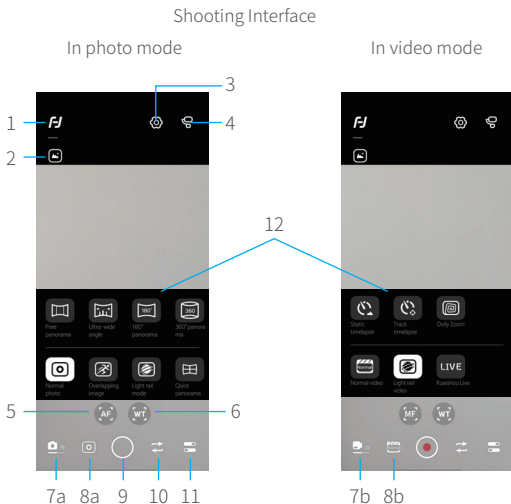 Shooting Interface
In photo mode
In video mode
3
1
4
2
12
180°
360
Free panorama
Ultra-wide angle
180° panorama
360°panorama
Static timelapse
Track timelapse
Dolly Zoom
Normal
LIVE
Normal photo
Overlapping image
Light rail mode
Quick panorama
Normal video
Light rail video
Kuaishou Live
5
AF
WT
6
MF
WT
7a
8a
9
10
11
7b
8b